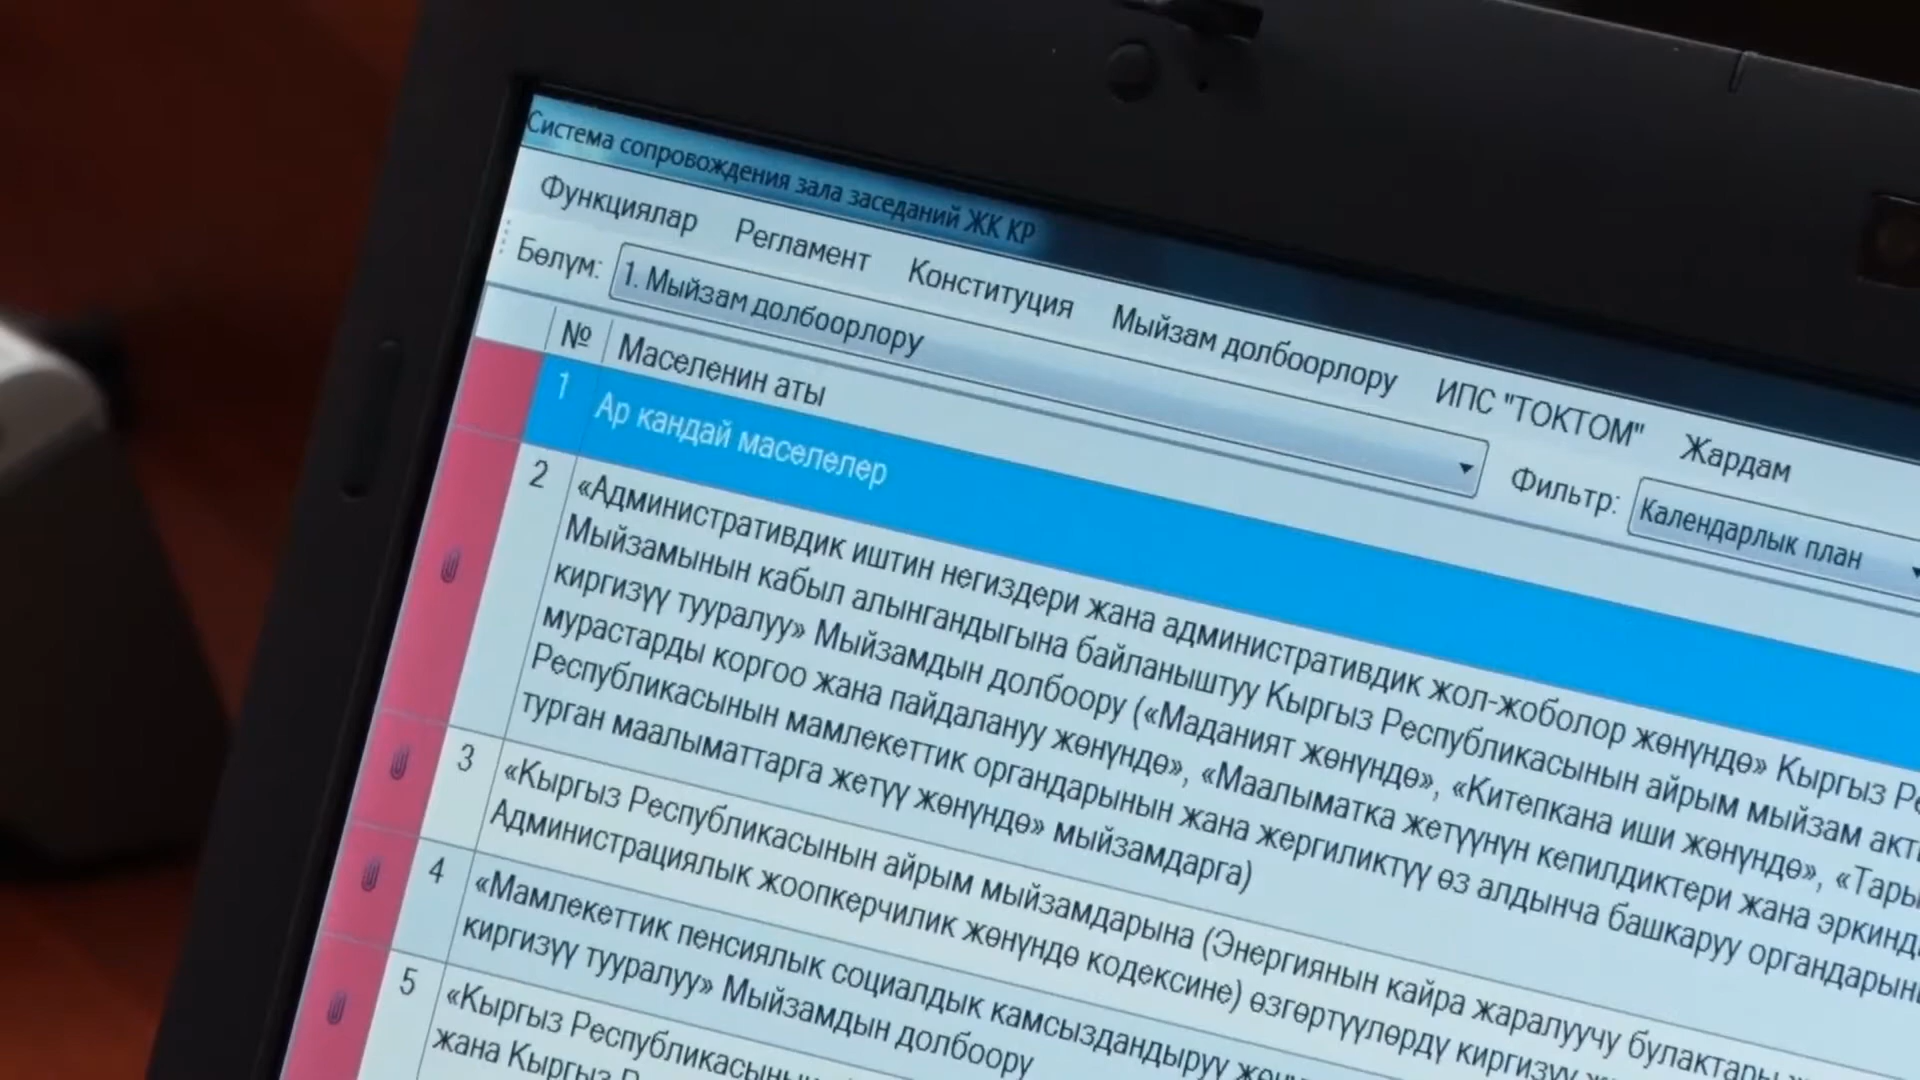 Система сопровождения зала заседаний ЖК КР
Функциялар Регламент Конституция Мыйзам долбоорлору ИПС "ТОКТОМ" Жардам
Бөлүм: 1. Мыйзам долбоорлору Фильтр: Календарлык план
№ Маселенин аты
1 Ар кандай маселелер
2 «Административдик иштин негиздери жана административдик жол-жоболор жөнүндө» Кыргыз
Мыйзамынын кабыл алынгандыгына байланыштуу Кыргыз Республикасынын айрым мыйзам
киргизүү тууралуу» Мыйзамдын долбоору («Маданият жөнүндө», «Китепкана иши жөнүндө»,
мурастарды коргоо жана пайдалануу жөнүндө», «Маалыматка жетүүнүн кепилдиктери жана
Республикасынын мамлекеттик органдарынын жана жергиликтүү өз алдынча башкаруу
турган маалыматтарга жетүү жөнүндө» мыйзамдарга)
3 «Кыргыз Республикасынын айрым мыйзамдарына (Энергиянын кайра жаралуучу булактары
Администрациялык жоопкерчилик жөнүндө кодексине) өзгөртүүлөрдү киргизүү
4 «Мамлекеттик пенсиялык социалдык камсыздандыруу
киргизүү тууралуу» Мыйзамдын долбоору
5 «Кыргыз Республикасынын
жана Кыргыз